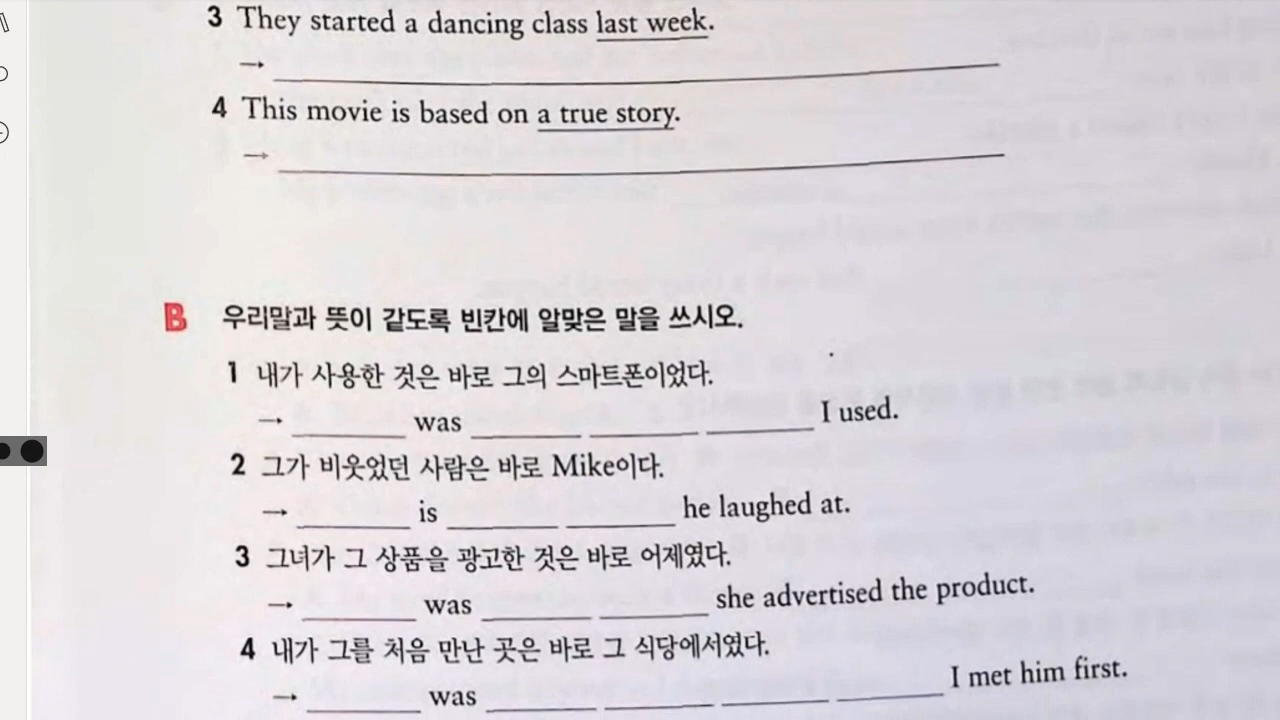 3 They started a dancing class last week.
→
4 This movie is based on a true story.
→
B 우리말과 뜻이 같도록 빈칸에 알맞은 말을 쓰시오.
1 내가 사용한 것은 바로 그의 스마트폰이었다.
→ ______ was ______ ______ ______ I used.
2 그가 비웃었던 사람은 바로 Mike이다.
→ ______ is ______ ______ he laughed at.
3 그녀가 그 상품을 광고한 것은 바로 어제였다.
→ ______ was ______ ______ she advertised the product.
4 내가 그를 처음 만난 곳은 바로 그 식당에서였다.
→ ______ was ______ ______ ______ ______ I met him first.